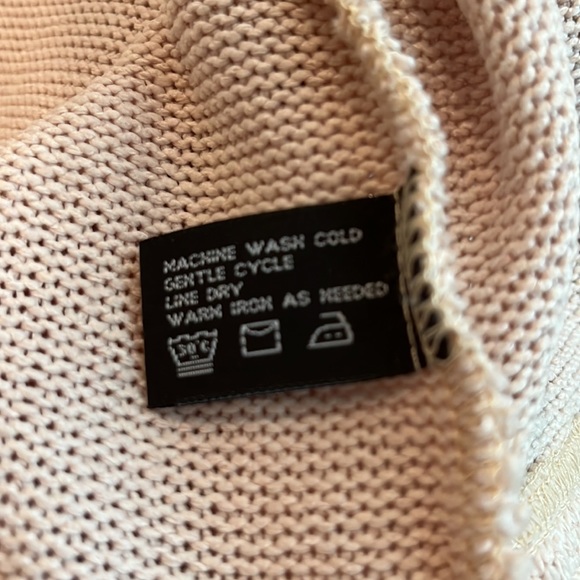 MACHINE WASH COLD
GENTLE CYCLE
LINE DRY
WARM IRON AS NEEDED
30°C